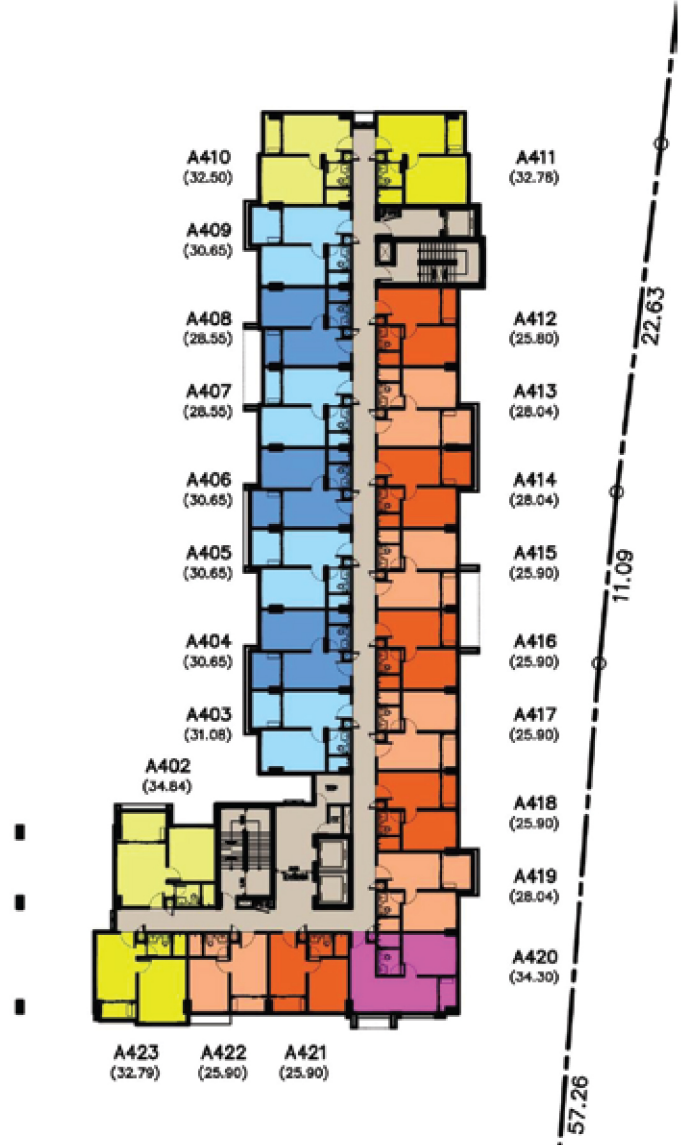 A410
(32.50)
A411
(32.78)
A409
(30.65)
A408
(28.55)
A412
(25.80)
22.63
A407
(28.55)
A413
(28.04)
A406
(30.65)
A414
(28.04)
A405
(30.65)
A415
(25.90)
11.09
A404
(30.65)
A416
(25.90)
A403
(31.08)
A417
(25.90)
A402
(34.84)
A418
(25.90)
A419
(28.04)
A420
(34.30)
A423
(32.79)
A422
(25.90)
A421
(25.90)
57.26